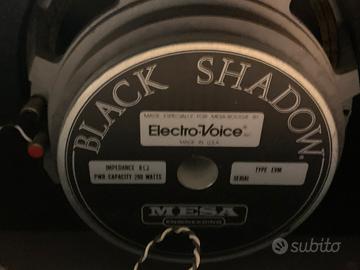 BLACK SHADOW
MADE ESPECIALLY FOR MESA-BOOGIE BY
Electro-Voice
MADE IN U.S.A.
IMPEDANCE 8 Ω
PWR CAPACITY 200 WATTS
TYPE EVM
SERIAL
MESA
ENGINEERING
subito